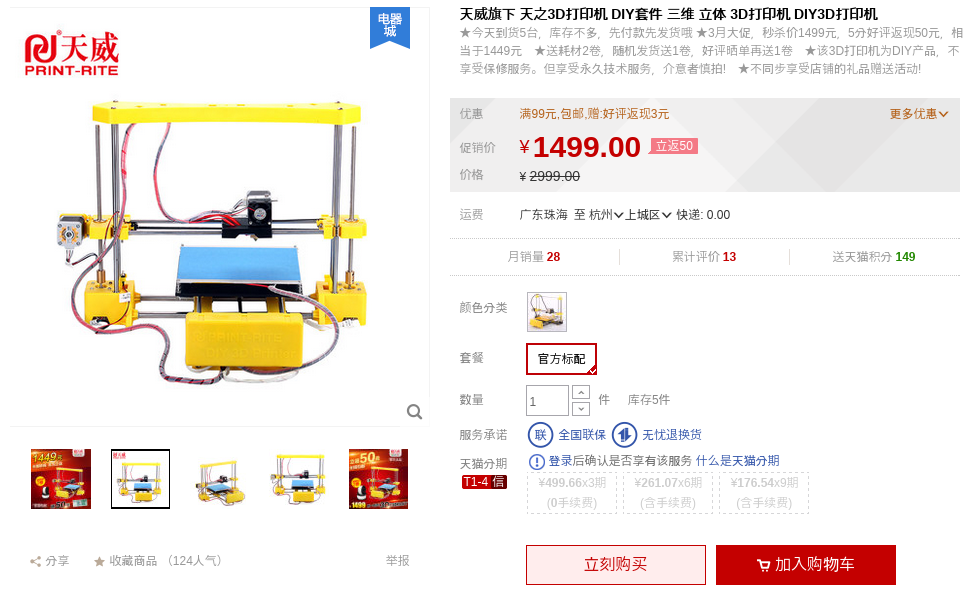 电器
城
天威
PRINT-RITE
天威旗下 天之3D打印机 DIY套件 三维 立体 3D打印机 DIY3D打印机
★今天到货5台，库存不多，先付款先发货哦 ★3月大促，秒杀价1499元，5分好评返现50元，相
当于1449元　★送耗材2卷，随机发货送1卷，好评晒单再送1卷　★该3D打印机为DIY产品，不
享受保修服务。但享受永久技术服务，介意者慎拍!　★不同步享受店铺的礼品赠送活动!
优惠 满99元,包邮,赠:好评返现3元 更多优惠
促销价 ¥ 1499.00 立返50
价格 ¥ 2999.00
运费 广东珠海 至 杭州 上城区 快递: 0.00
月销量 28 累计评价 13 送天猫积分 149
颜色分类
套餐 官方标配
数量 1 件 库存5件
服务承诺 联 全国联保 无忧退换货
天猫分期 登录后确认是否享有该服务 什么是天猫分期
T1-4 信 ¥499.66x3期 ¥261.07x6期 ¥176.54x9期
(0手续费) (含手续费) (含手续费)
分享 收藏商品 （124人气） 举报
立刻购买 加入购物车